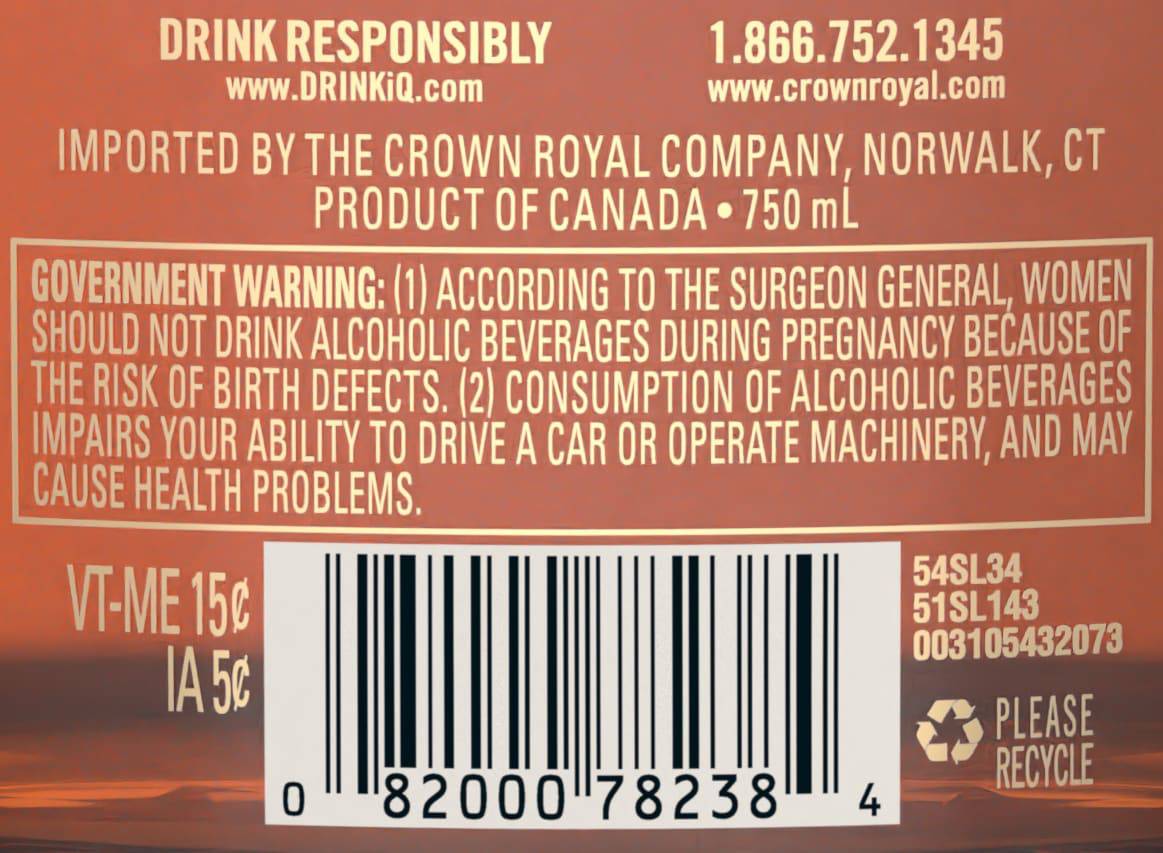 DRINK RESPONSIBLY
www.DRINKiQ.com
1.866.752.1345
www.crownroyal.com
IMPORTED BY THE CROWN ROYAL COMPANY, NORWALK, CT
PRODUCT OF CANADA • 750 mL
GOVERNMENT WARNING: (1) ACCORDING TO THE SURGEON GENERAL, WOMEN
SHOULD NOT DRINK ALCOHOLIC BEVERAGES DURING PREGNANCY BECAUSE OF
THE RISK OF BIRTH DEFECTS. (2) CONSUMPTION OF ALCOHOLIC BEVERAGES
IMPAIRS YOUR ABILITY TO DRIVE A CAR OR OPERATE MACHINERY, AND MAY
CAUSE HEALTH PROBLEMS.
VT-ME 15¢
IA 5¢
0 82000 78238 4
54SL34
51SL143
003105432073
PLEASE
RECYCLE